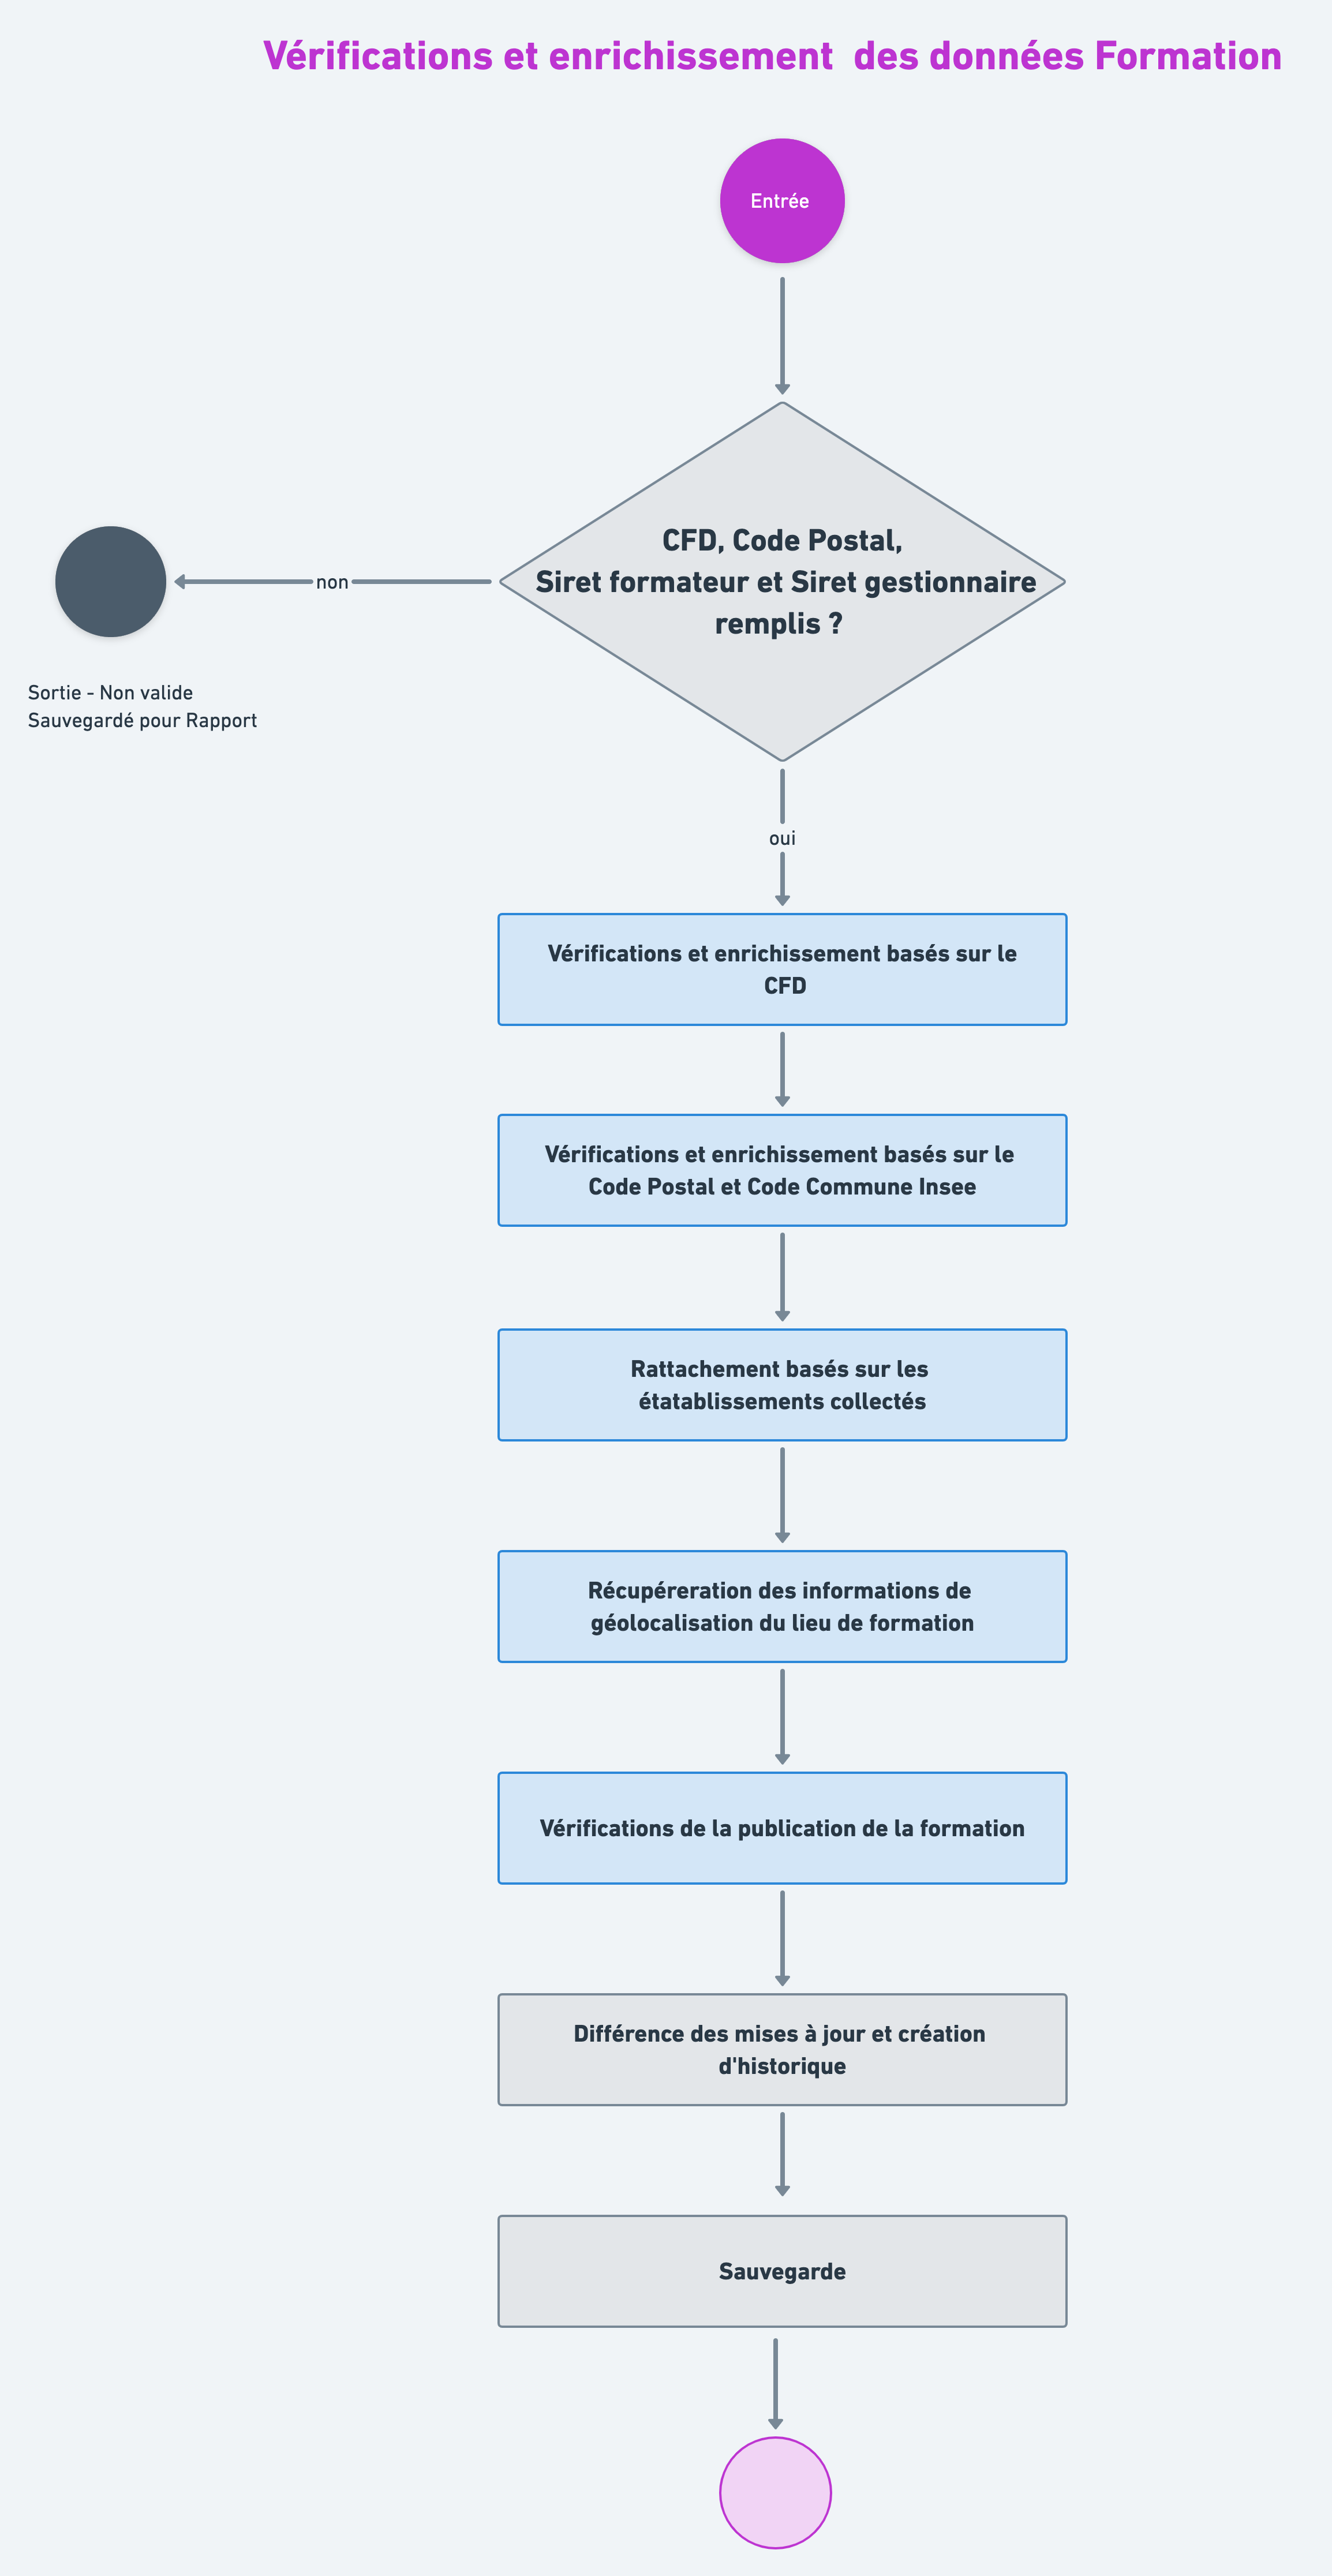 Vérifications et enrichissement  des données Formation
Entrée
CFD, Code Postal,
Siret formateur et Siret gestionnaire
remplis ?
non
Sortie - Non valide
Sauvegardé pour Rapport
oui
Vérifications et enrichissement basés sur le
CFD
Vérifications et enrichissement basés sur le
Code Postal et Code Commune Insee
Rattachement basés sur les
étatablissements collectés
Récupéreration des informations de
géolocalisation du lieu de formation
Vérifications de la publication de la formation
Différence des mises à jour et création
d'historique
Sauvegarde